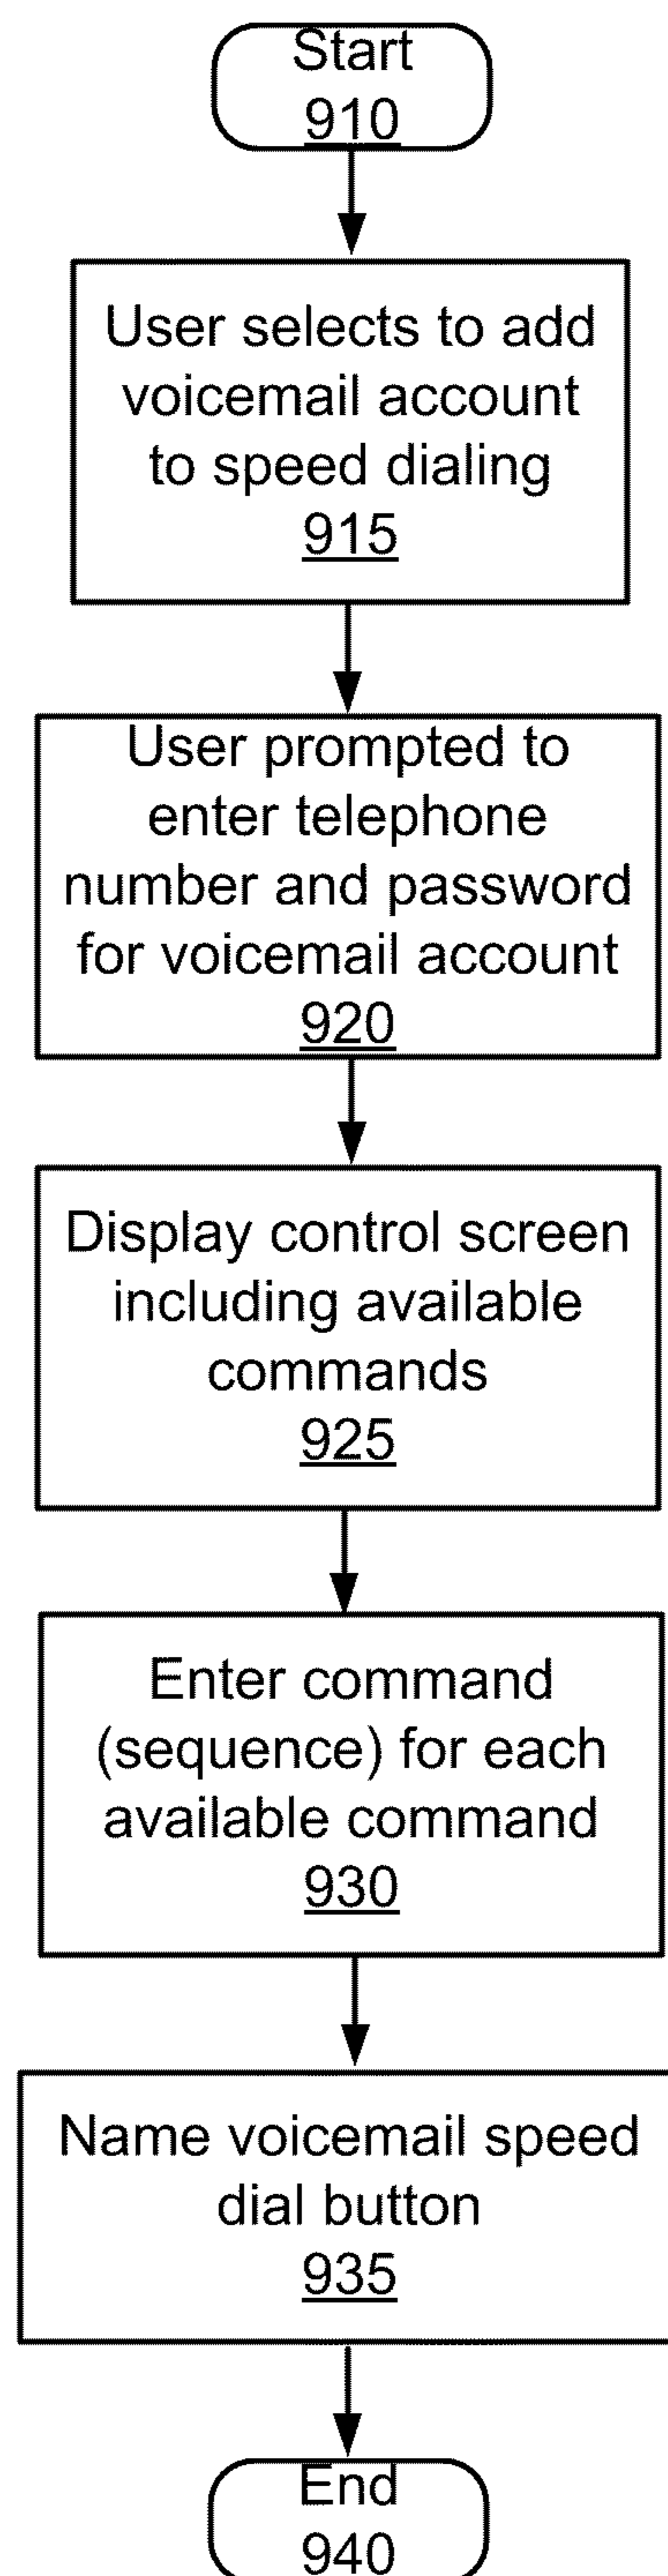 Start
910
User selects to add
voicemail account
to speed dialing
915
User prompted to
enter telephone
number and password
for voicemail account
920
Display control screen
including available
commands
925
Enter command
(sequence) for each
available command
930
Name voicemail speed
dial button
935
End
940